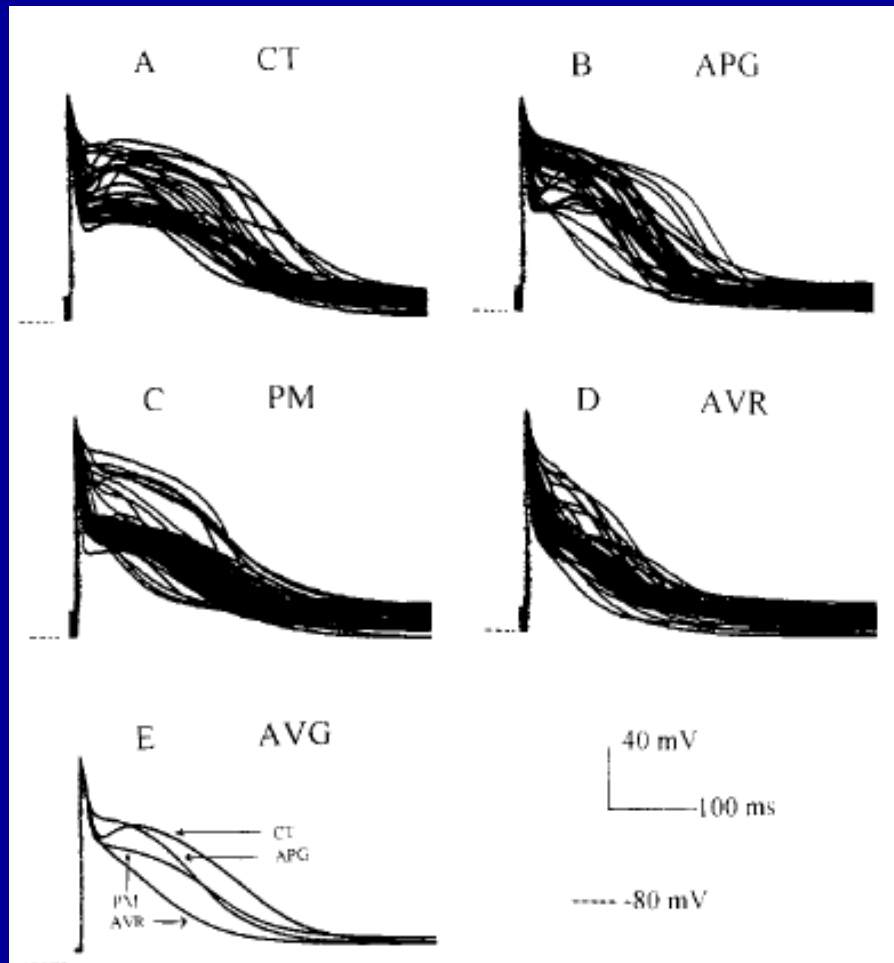 A CT
B APG
C PM
D AVR
E AVG
CT
APG
PM
AVR
40 mV
100 ms
-80 mV